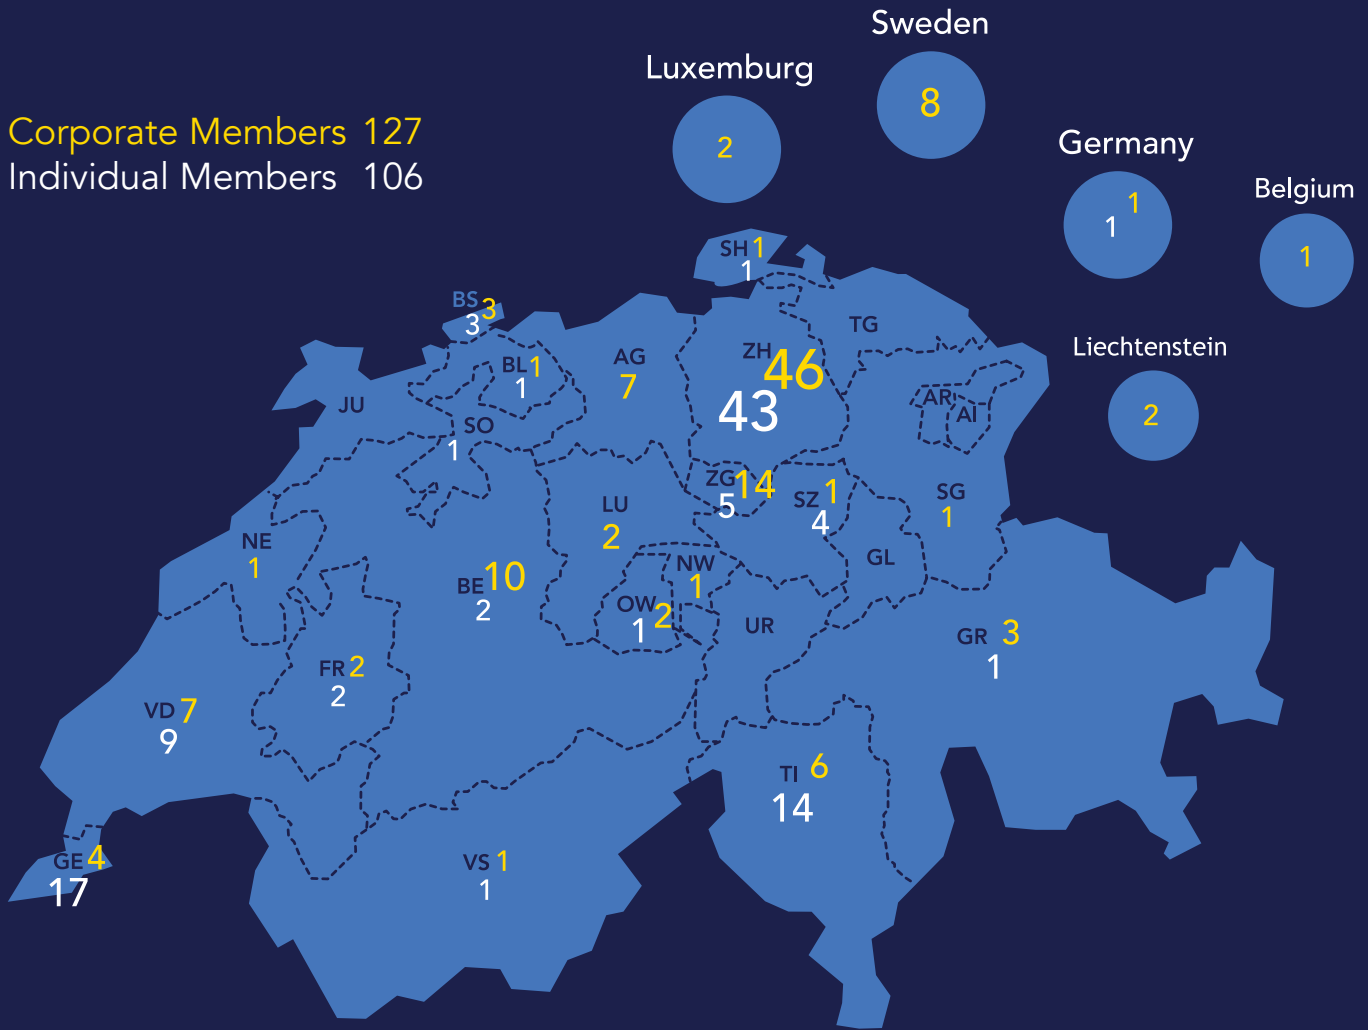 Sweden
8
Luxemburg
2
Corporate Members 127
Individual Members 106
Germany
1
1
Belgium
1
Liechtenstein
2
SH 1
1
BS 3
3
TG
BL 1
1
AG
7
ZH 46
43
JU
AR
AI
SO
1
ZG 14
5
SZ 1
4
SG
1
LU
2
NE
1
GL
NW
1
BE 10
2
OW 2
1
UR
GR 3
1
FR 2
2
VD 7
9
TI 6
14
GE 4
17
VS 1
1